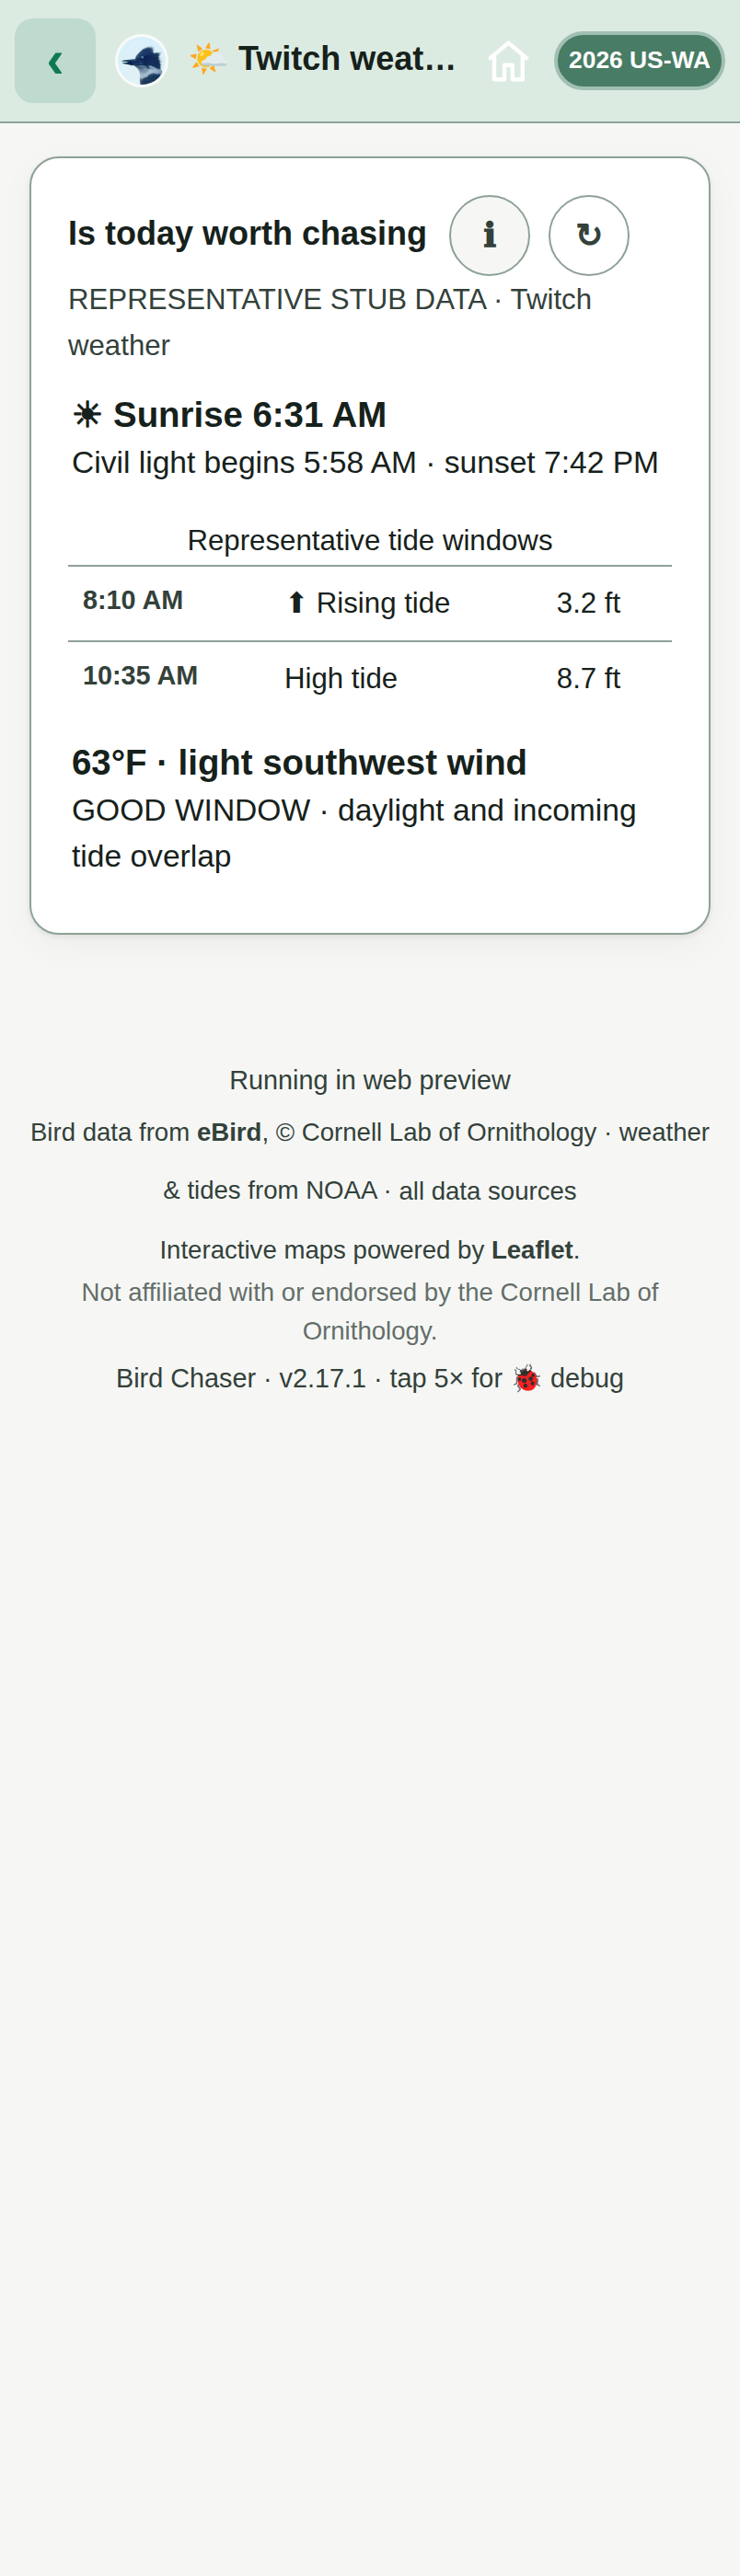 ‹ 🌤️ Twitch weat… 2026 US-WA
Is today worth chasing ℹ ↻
REPRESENTATIVE STUB DATA · Twitch
weather
☀ Sunrise 6:31 AM
Civil light begins 5:58 AM · sunset 7:42 PM
Representative tide windows
8:10 AM ⬆ Rising tide 3.2 ft
10:35 AM High tide 8.7 ft
63°F · light southwest wind
GOOD WINDOW · daylight and incoming
tide overlap
Running in web preview
Bird data from eBird, © Cornell Lab of Ornithology · weather
& tides from NOAA · all data sources
Interactive maps powered by Leaflet.
Not affiliated with or endorsed by the Cornell Lab of
Ornithology.
Bird Chaser · v2.17.1 · tap 5× for 🐞 debug